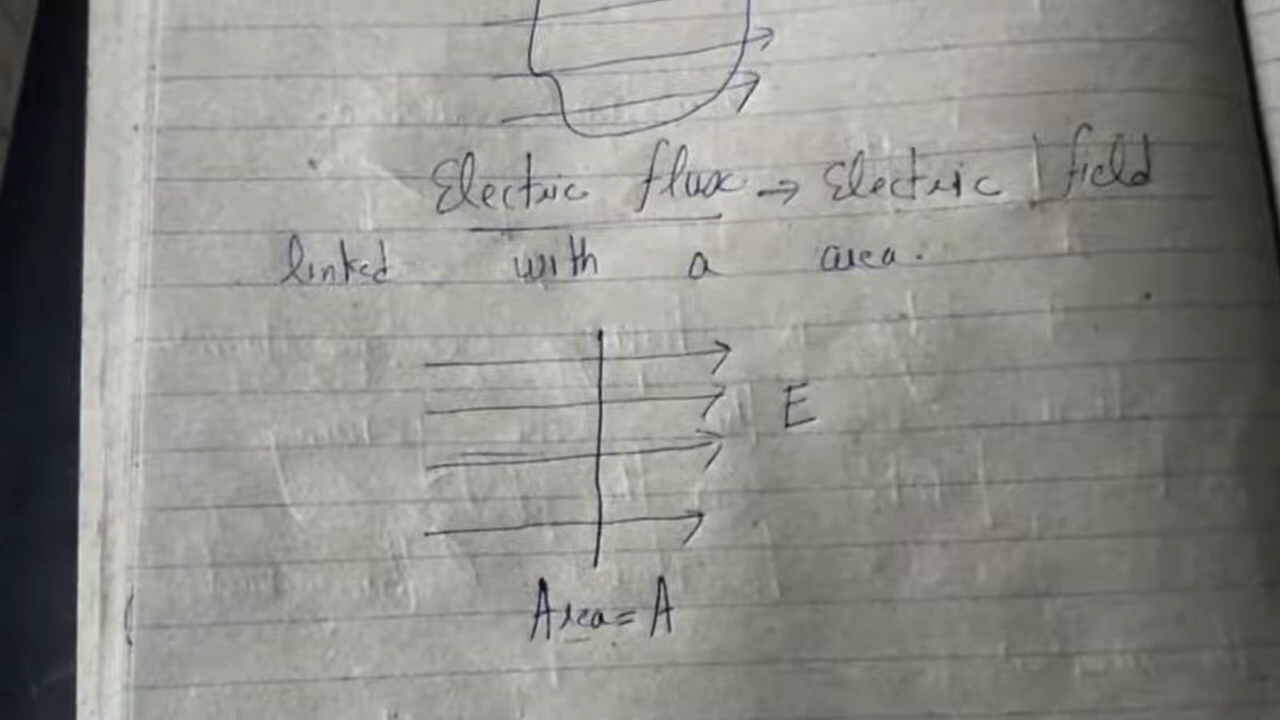 Electric flux → Electric field
linked with a area.
E
Area = A